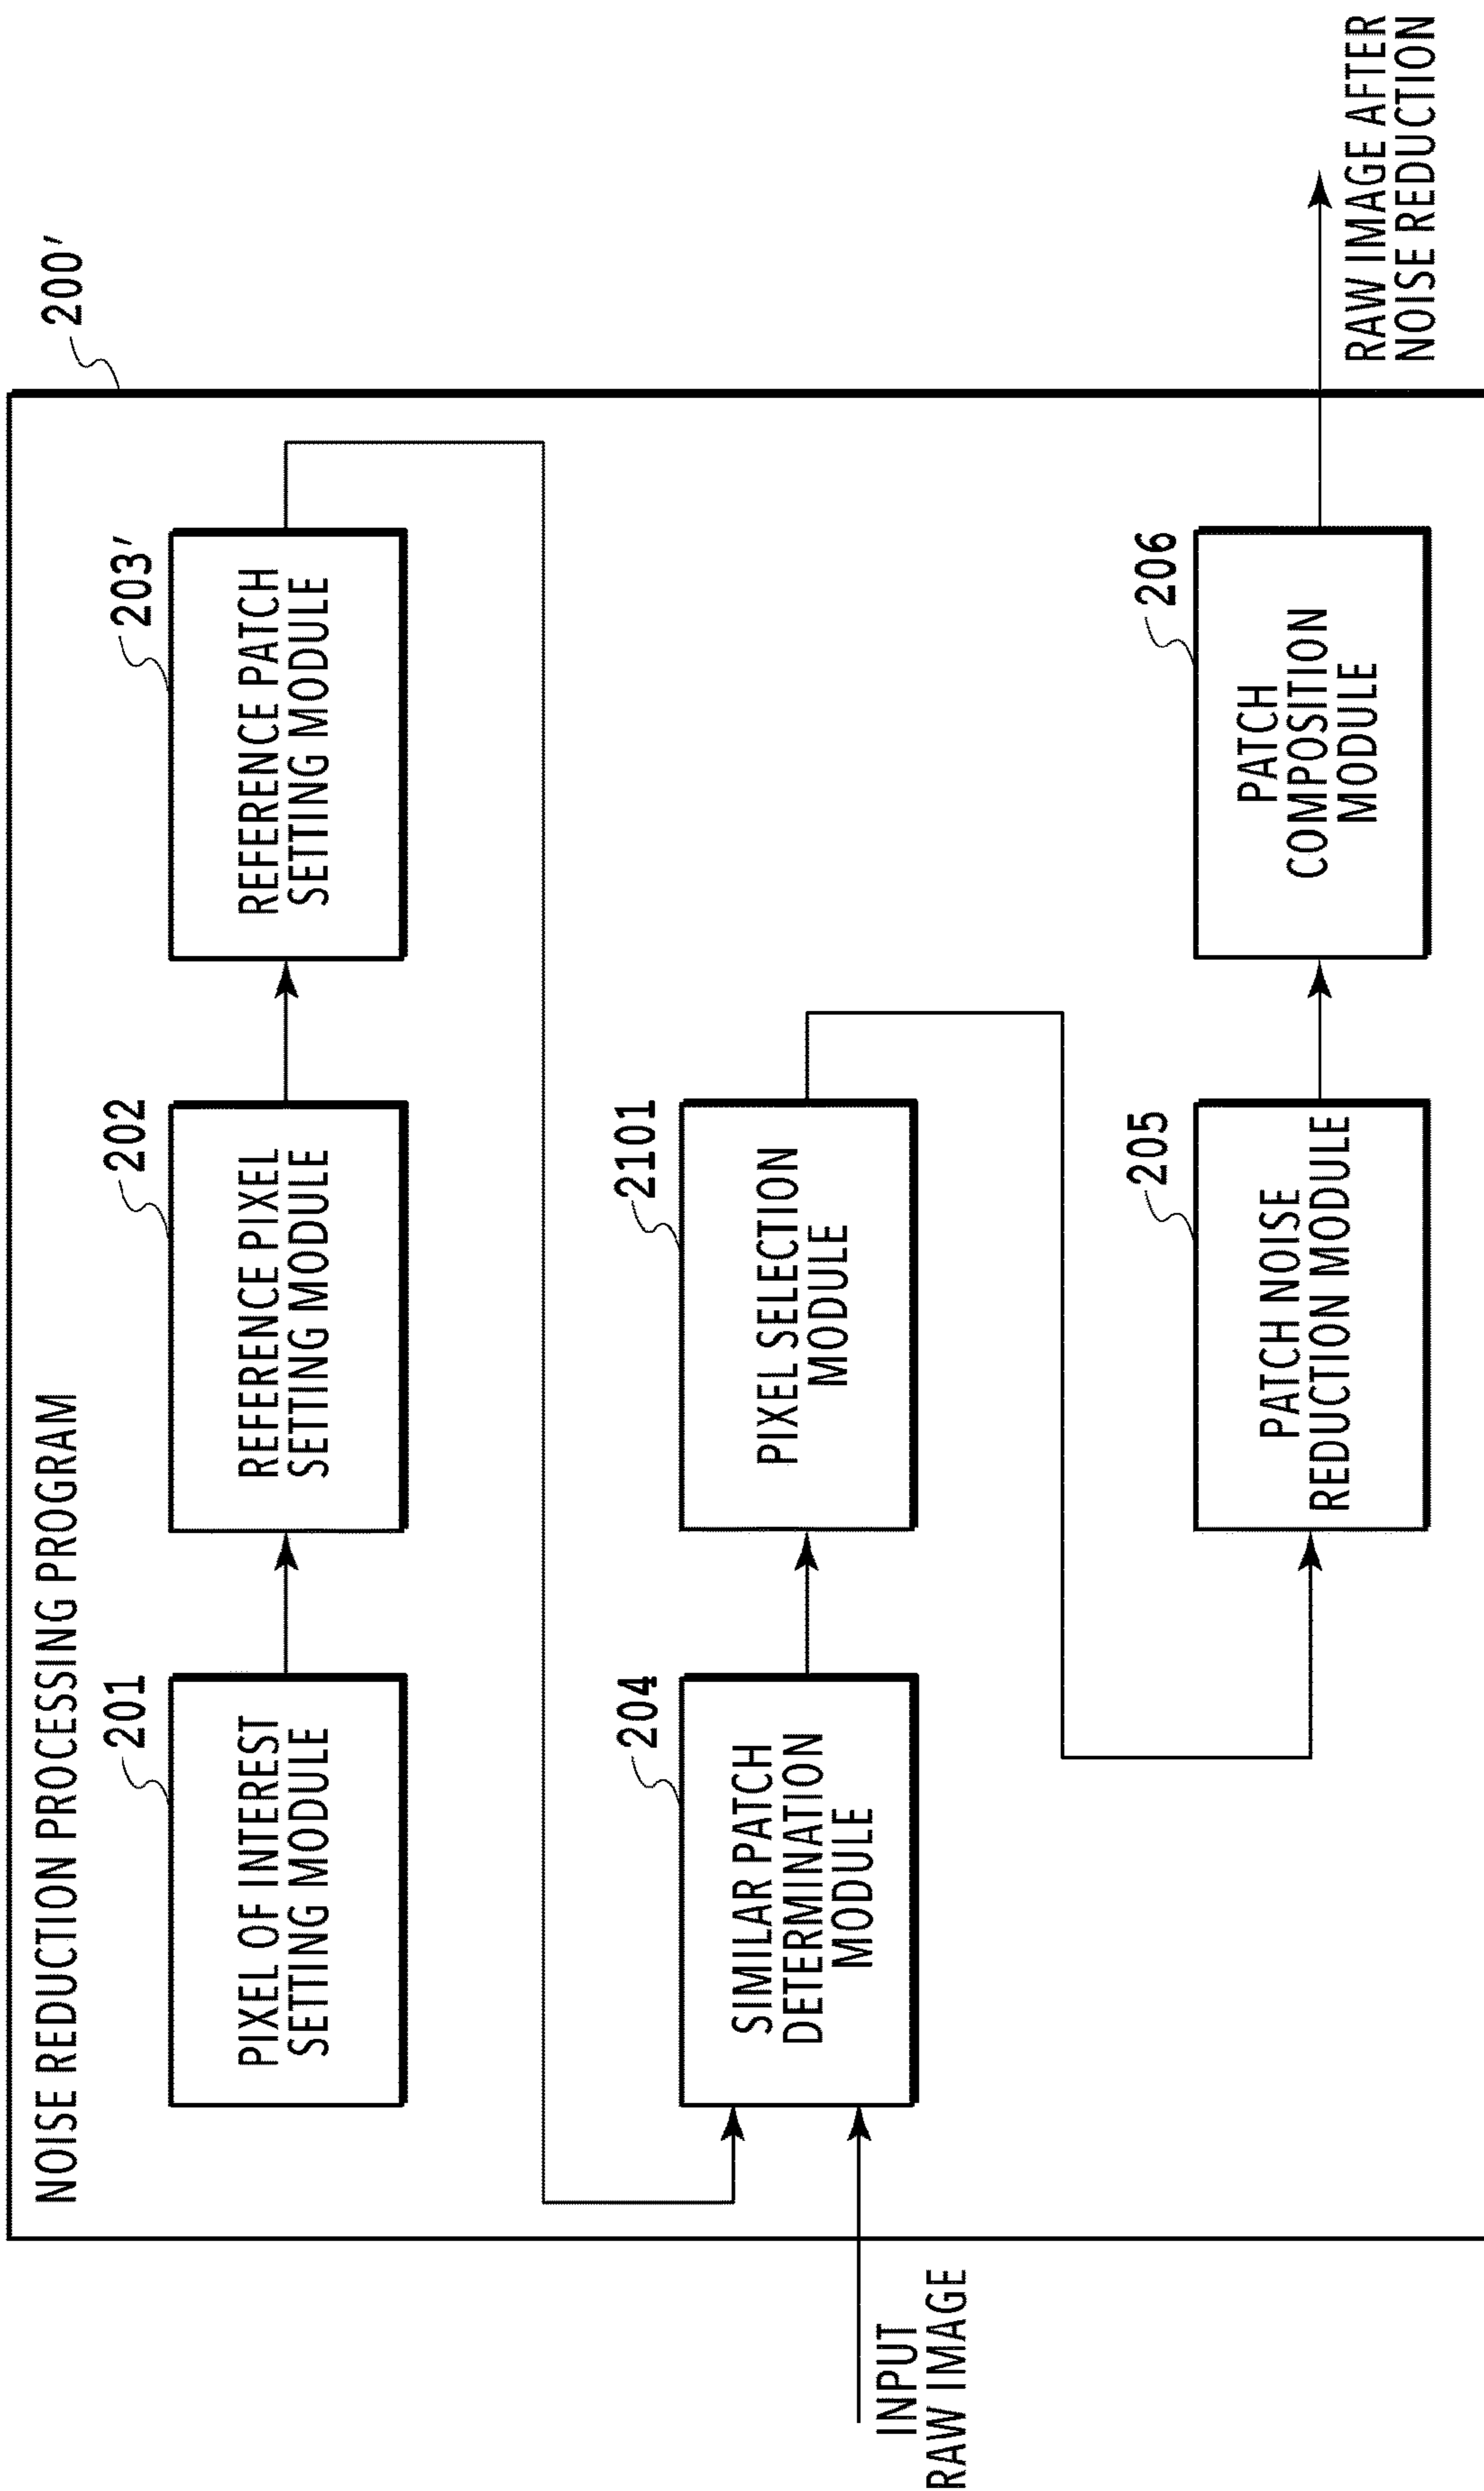 NOISE REDUCTION PROCESSING PROGRAM
200′
201
PIXEL OF INTEREST
SETTING MODULE
202
REFERENCE PIXEL
SETTING MODULE
203′
REFERENCE PATCH
SETTING MODULE
INPUT
RAW IMAGE
204
SIMILAR PATCH
DETERMINATION
MODULE
2101
PIXEL SELECTION
MODULE
205
PATCH NOISE
REDUCTION MODULE
206
PATCH
COMPOSITION
MODULE
RAW IMAGE AFTER
NOISE REDUCTION